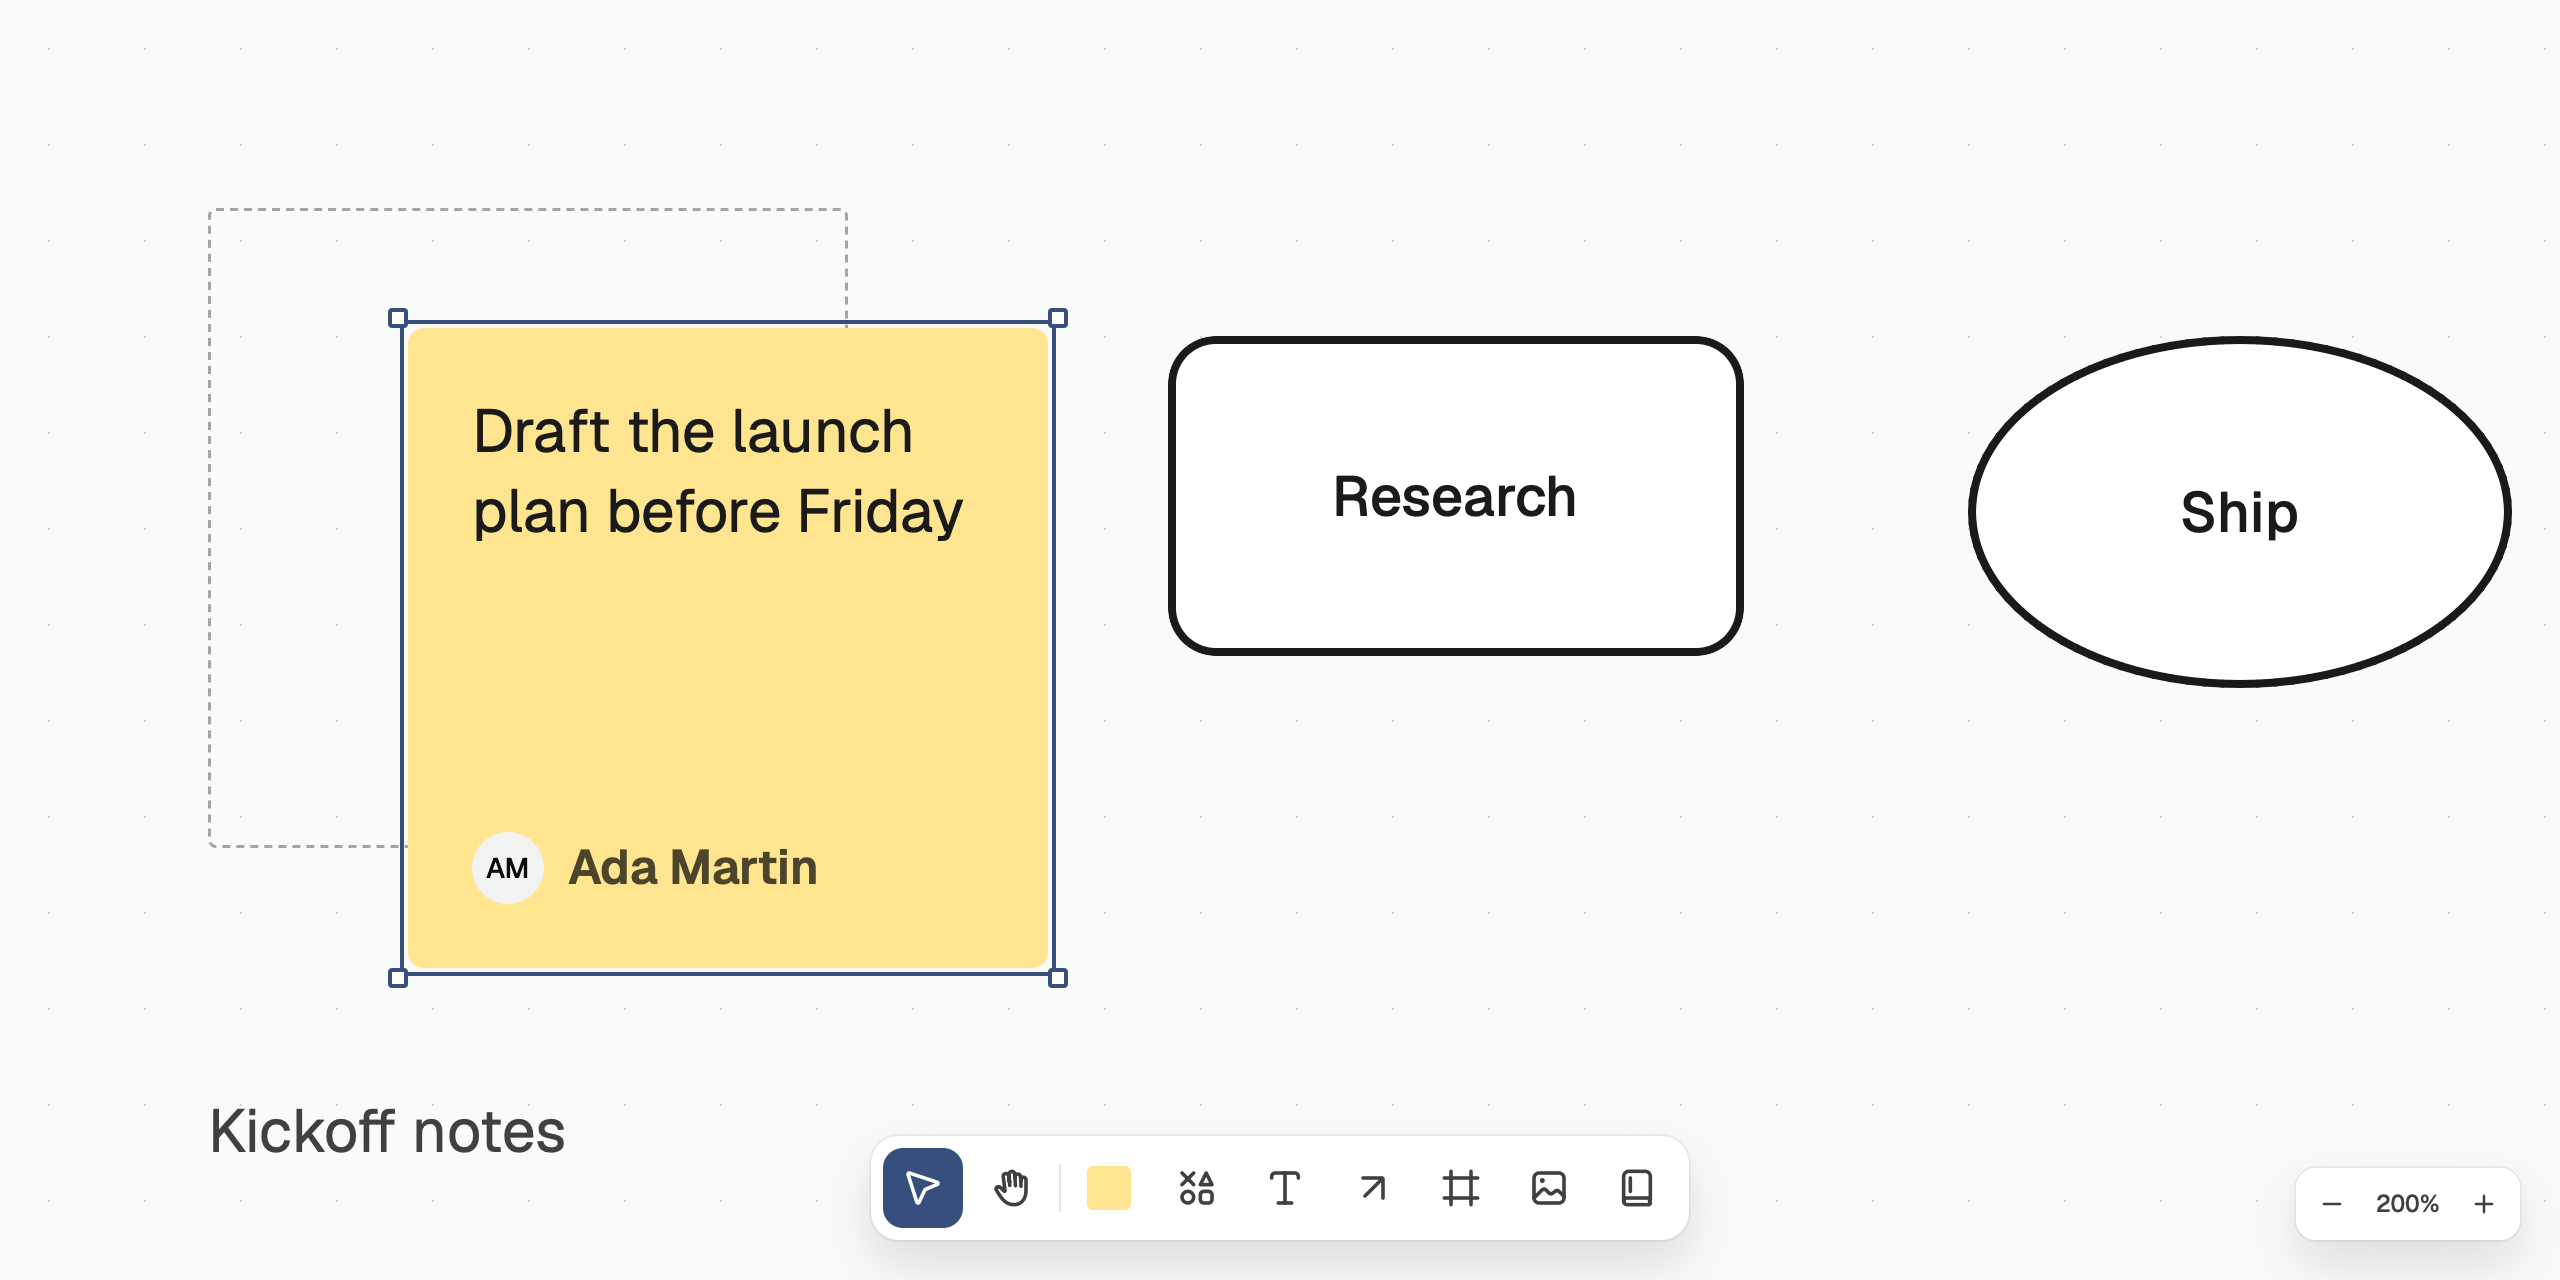 Draft the launch
plan before Friday
AM Ada Martin
Research
Ship
Kickoff notes
200%